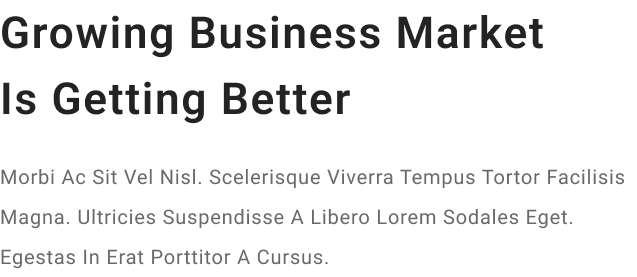 Growing Business Market
Is Getting Better
Morbi Ac Sit Vel Nisl. Scelerisque Viverra Tempus Tortor Facilisis
Magna. Ultricies Suspendisse A Libero Lorem Sodales Eget.
Egestas In Erat Porttitor A Cursus.